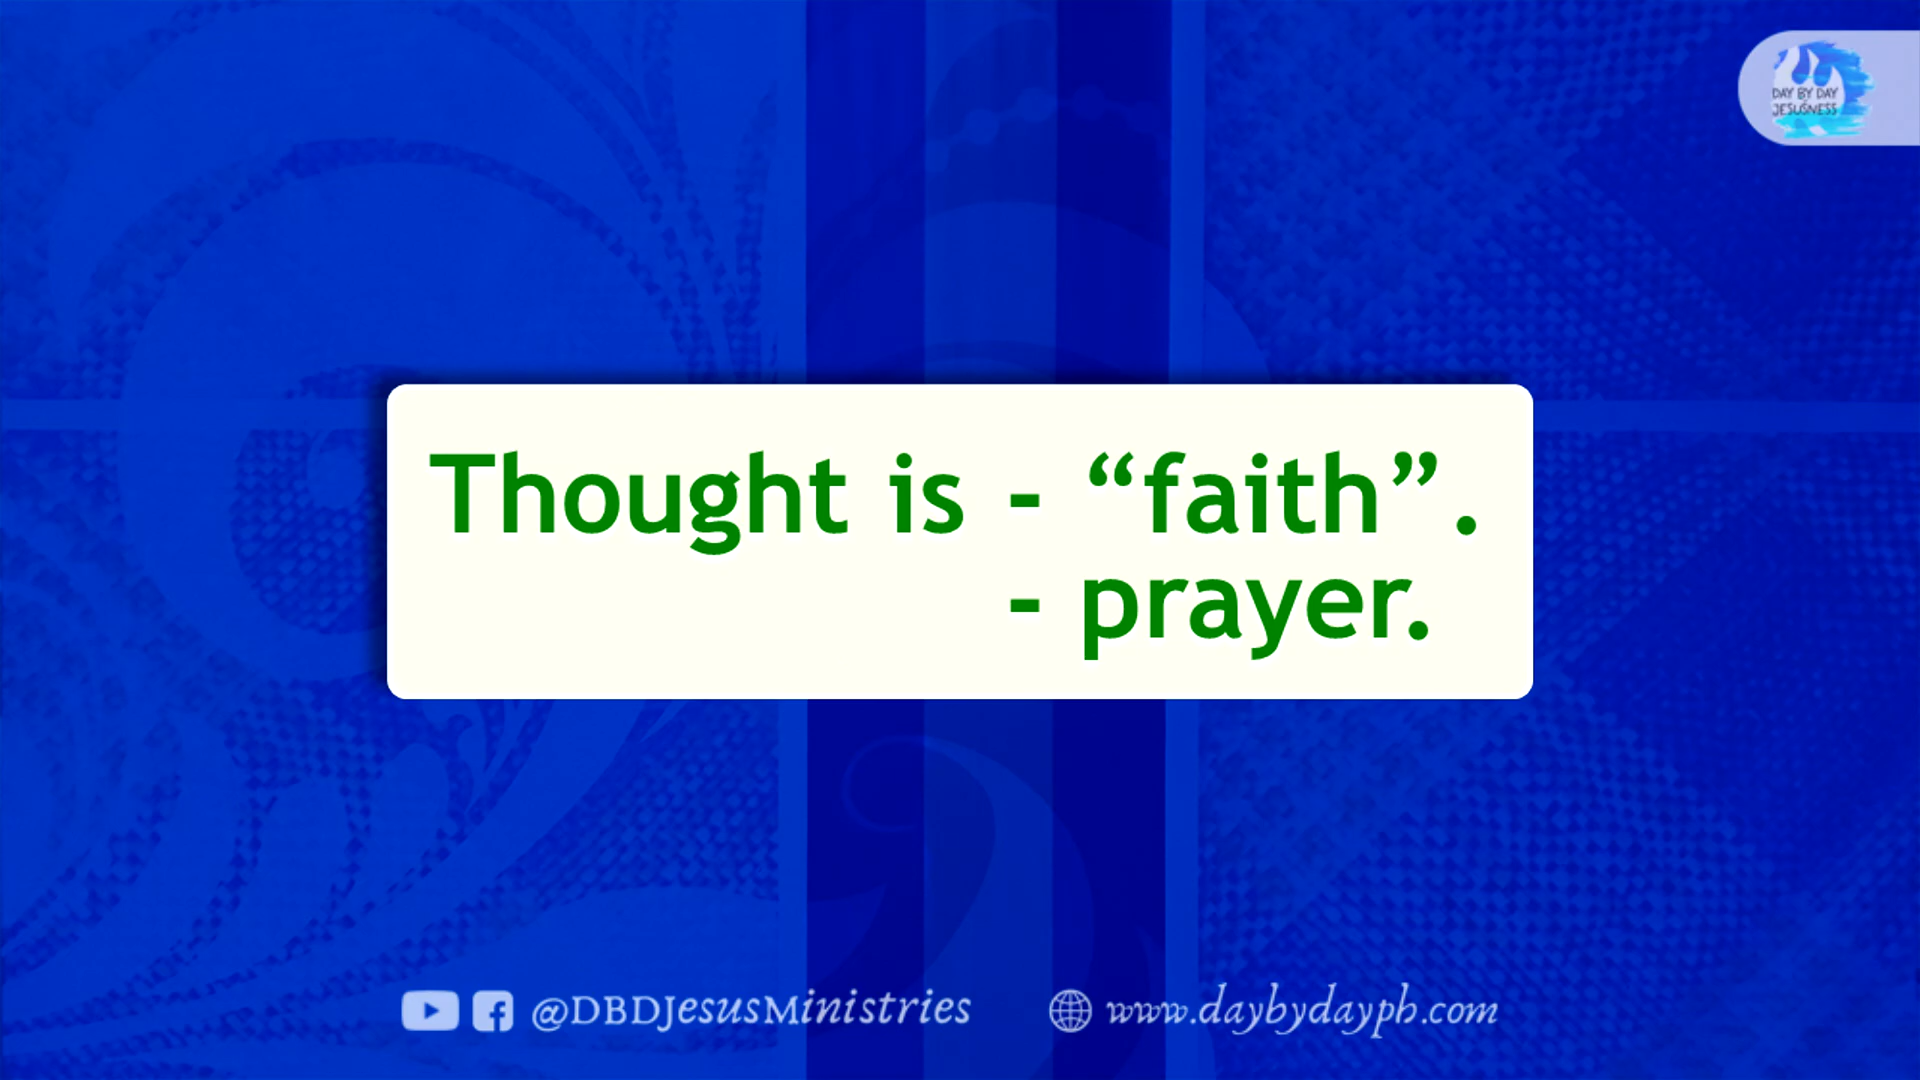 DAY BY DAY
JESUSNESS
Thought is - “faith”.
- prayer.
@DBDJesusMinistries
www.daybydayph.com